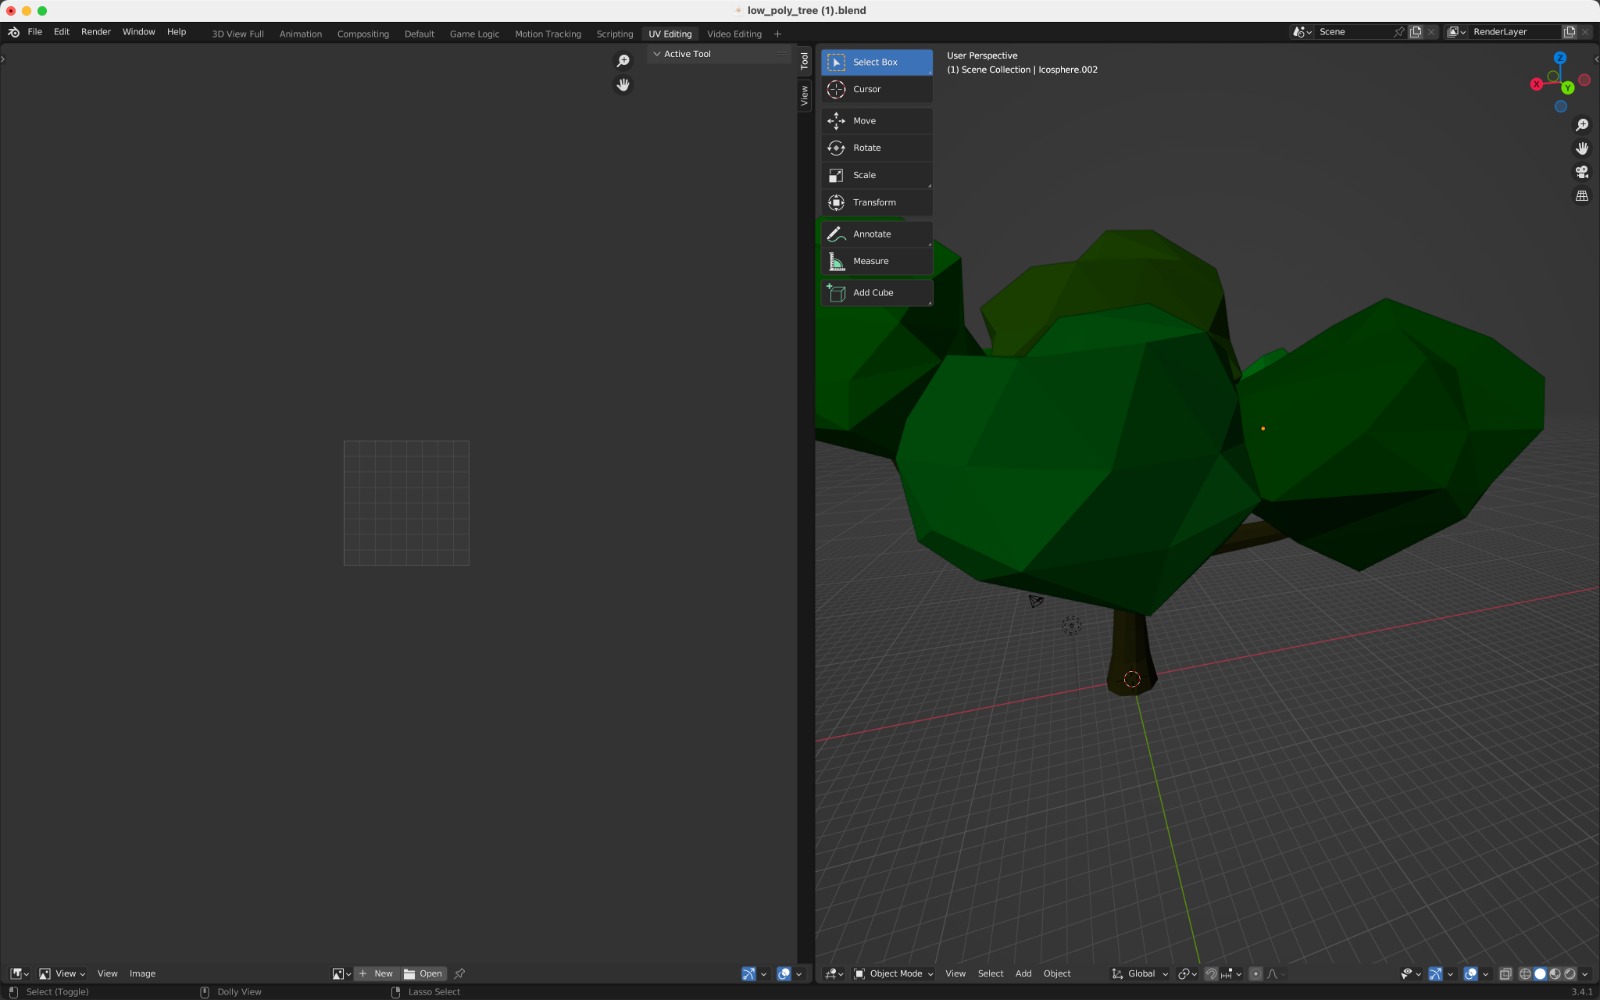 low_poly_tree (1).blend
File Edit Render Window Help
3D View Full Animation Compositing Default Game Logic Motion Tracking Scripting UV Editing Video Editing +
Scene
RenderLayer
Active Tool
Tool
View
Select Box
Cursor
Move
Rotate
Scale
Transform
Annotate
Measure
Add Cube
User Perspective
(1) Scene Collection | Icosphere.002
Z
X
Y
View View Image
+ New Open
Object Mode View Select Add Object
Global
Select (Toggle)
Dolly View
Lasso Select
3.4.1